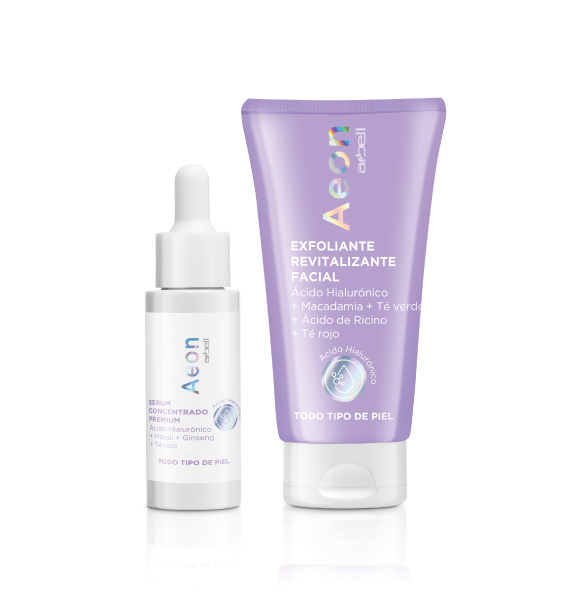 Aeon
arbell
SERUM
CONCENTRADO
PREMIUM
Ácido Hialurónico
+ Ginseng
+ Té rojo
TODO TIPO DE PIEL
Aeon
arbell
EXFOLIANTE
REVITALIZANTE
FACIAL
Ácido Hialurónico
+ Macadamia + Té verde
+ Ácido de Ricino
+ Té rojo
Ácido Hialurónico
TODO TIPO DE PIEL